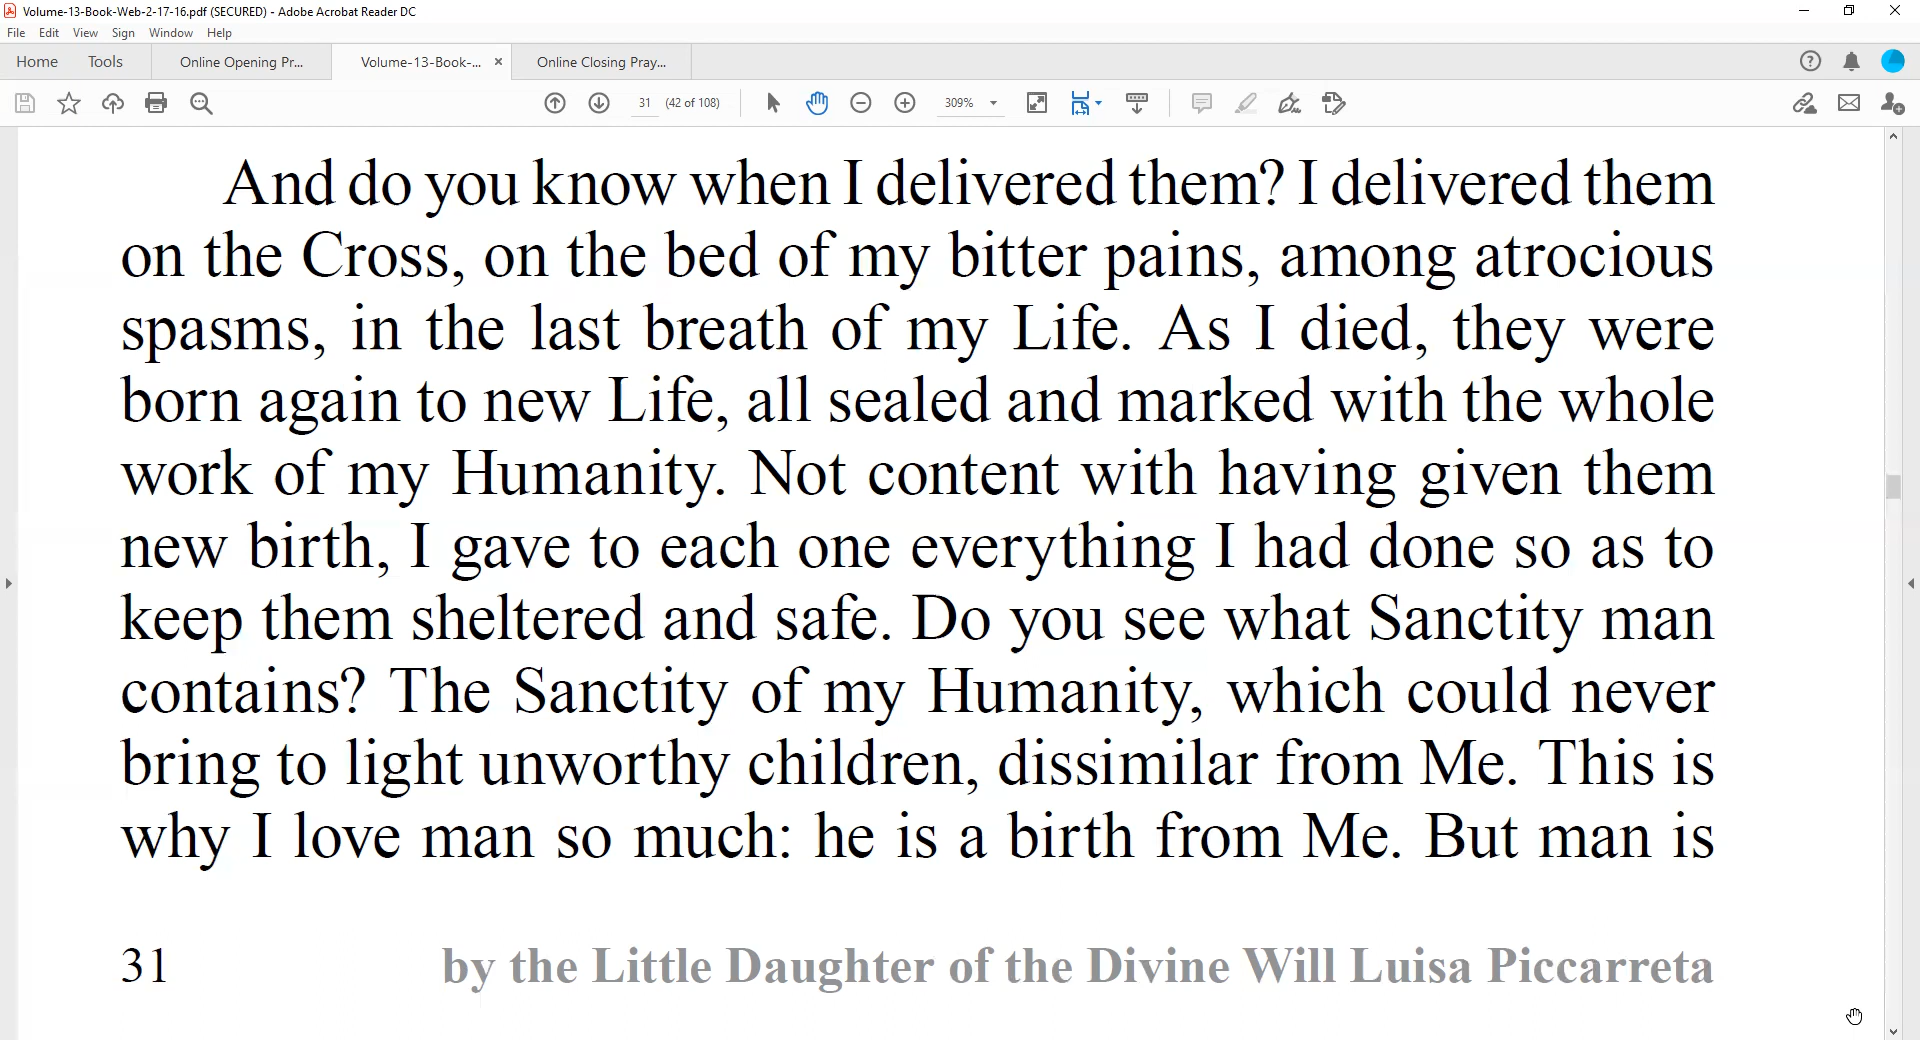 Volume-13-Book-Web-2-17-16.pdf (SECURED) - Adobe Acrobat Reader DC
File Edit View Sign Window Help
Home Tools Online Opening Pr... Volume-13-Book-... × Online Closing Pray...
31 (42 of 108) 309%
And do you know when I delivered them? I delivered them
on the Cross, on the bed of my bitter pains, among atrocious
spasms, in the last breath of my Life. As I died, they were
born again to new Life, all sealed and marked with the whole
work of my Humanity. Not content with having given them
new birth, I gave to each one everything I had done so as to
keep them sheltered and safe. Do you see what Sanctity man
contains? The Sanctity of my Humanity, which could never
bring to light unworthy children, dissimilar from Me. This is
why I love man so much: he is a birth from Me. But man is
31 by the Little Daughter of the Divine Will Luisa Piccarreta